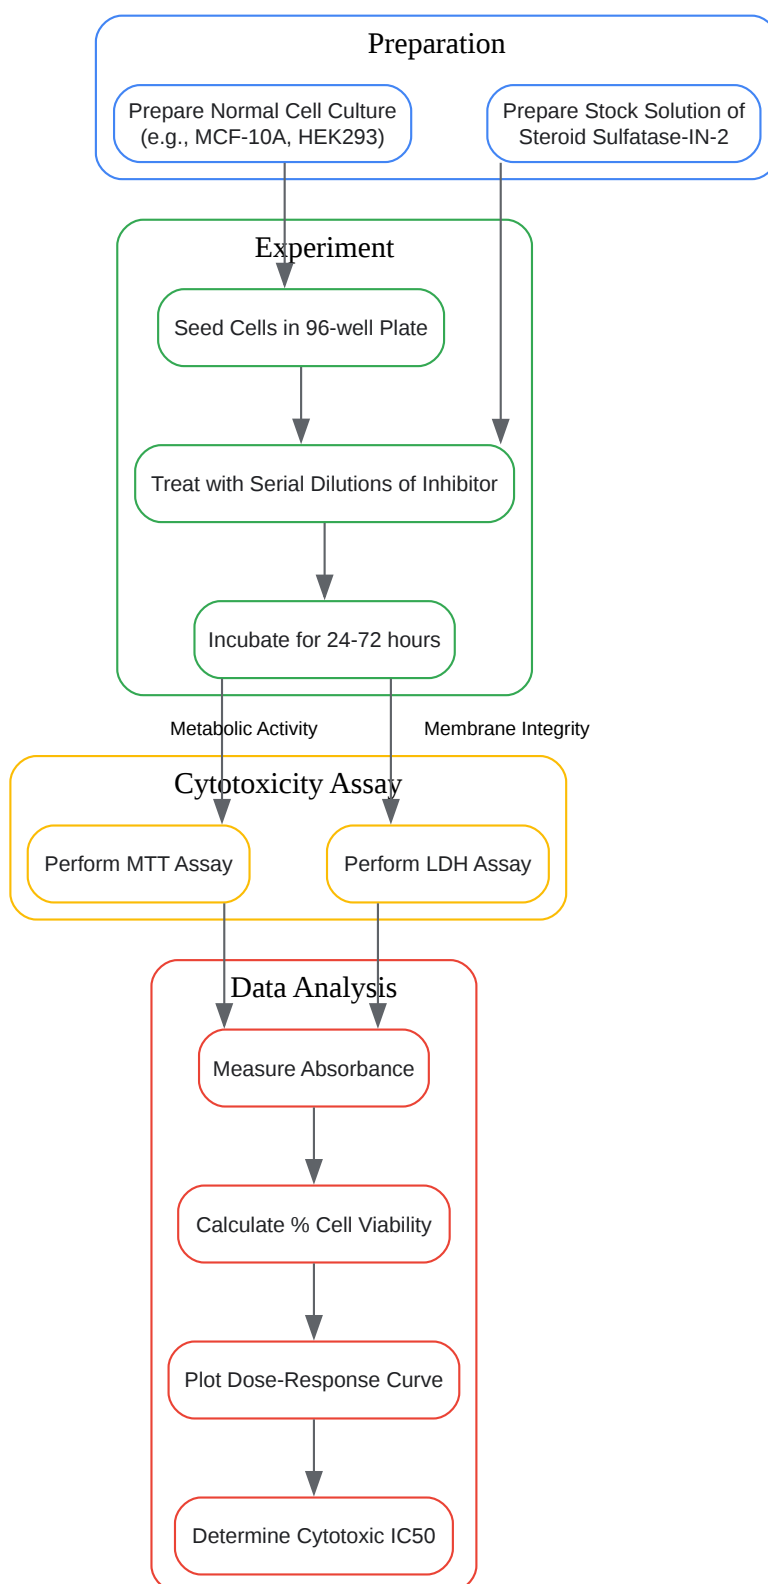 Preparation
Prepare Normal Cell Culture
(e.g., MCF-10A, HEK293)
Prepare Stock Solution of
Steroid Sulfatase-IN-2
Experiment
Seed Cells in 96-well Plate
Treat with Serial Dilutions of Inhibitor
Incubate for 24-72 hours
Metabolic Activity
Membrane Integrity
Cytotoxicity Assay
Perform MTT Assay
Perform LDH Assay
Data Analysis
Measure Absorbance
Calculate % Cell Viability
Plot Dose-Response Curve
Determine Cytotoxic IC50